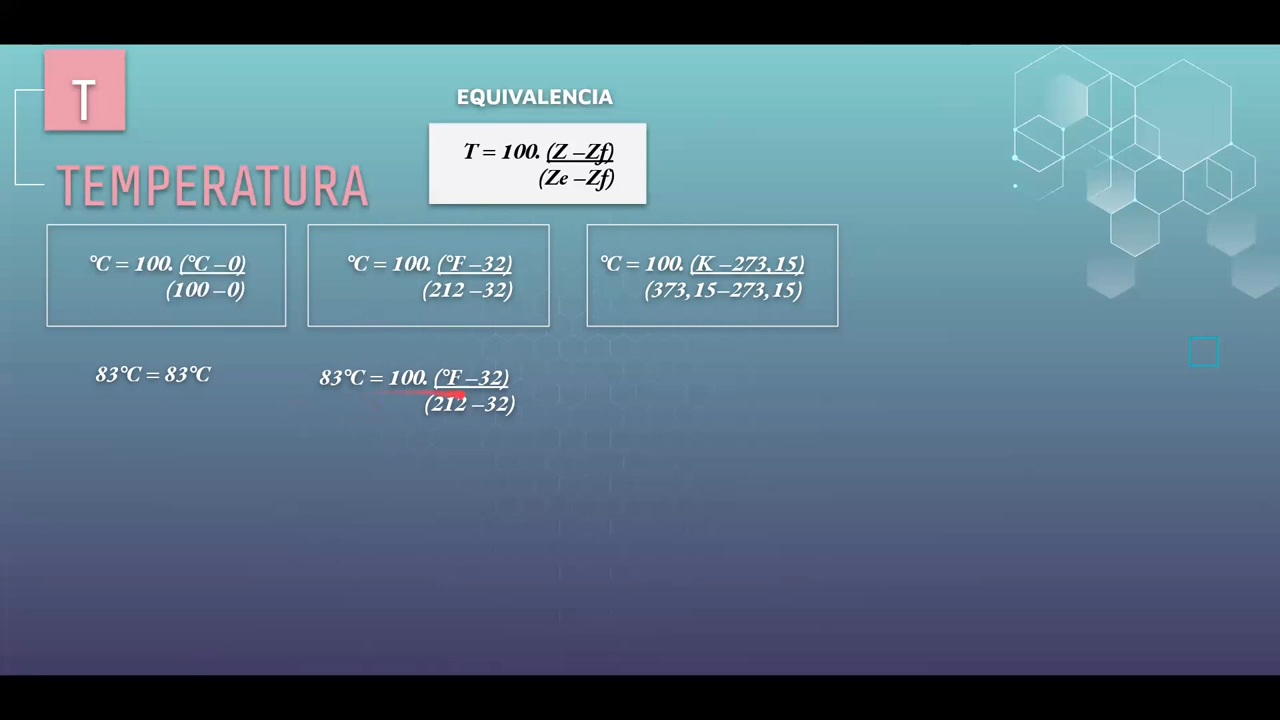 T
TEMPERATURA
EQUIVALENCIA
T = 100. (Z –Zf)
(Ze –Zf)
°C = 100. (°C –0)
(100 –0)
°C = 100. (°F –32)
(212 –32)
°C = 100. (K –273,15)
(373,15–273,15)
83°C = 83°C
83°C = 100. (°F –32)
(212 –32)